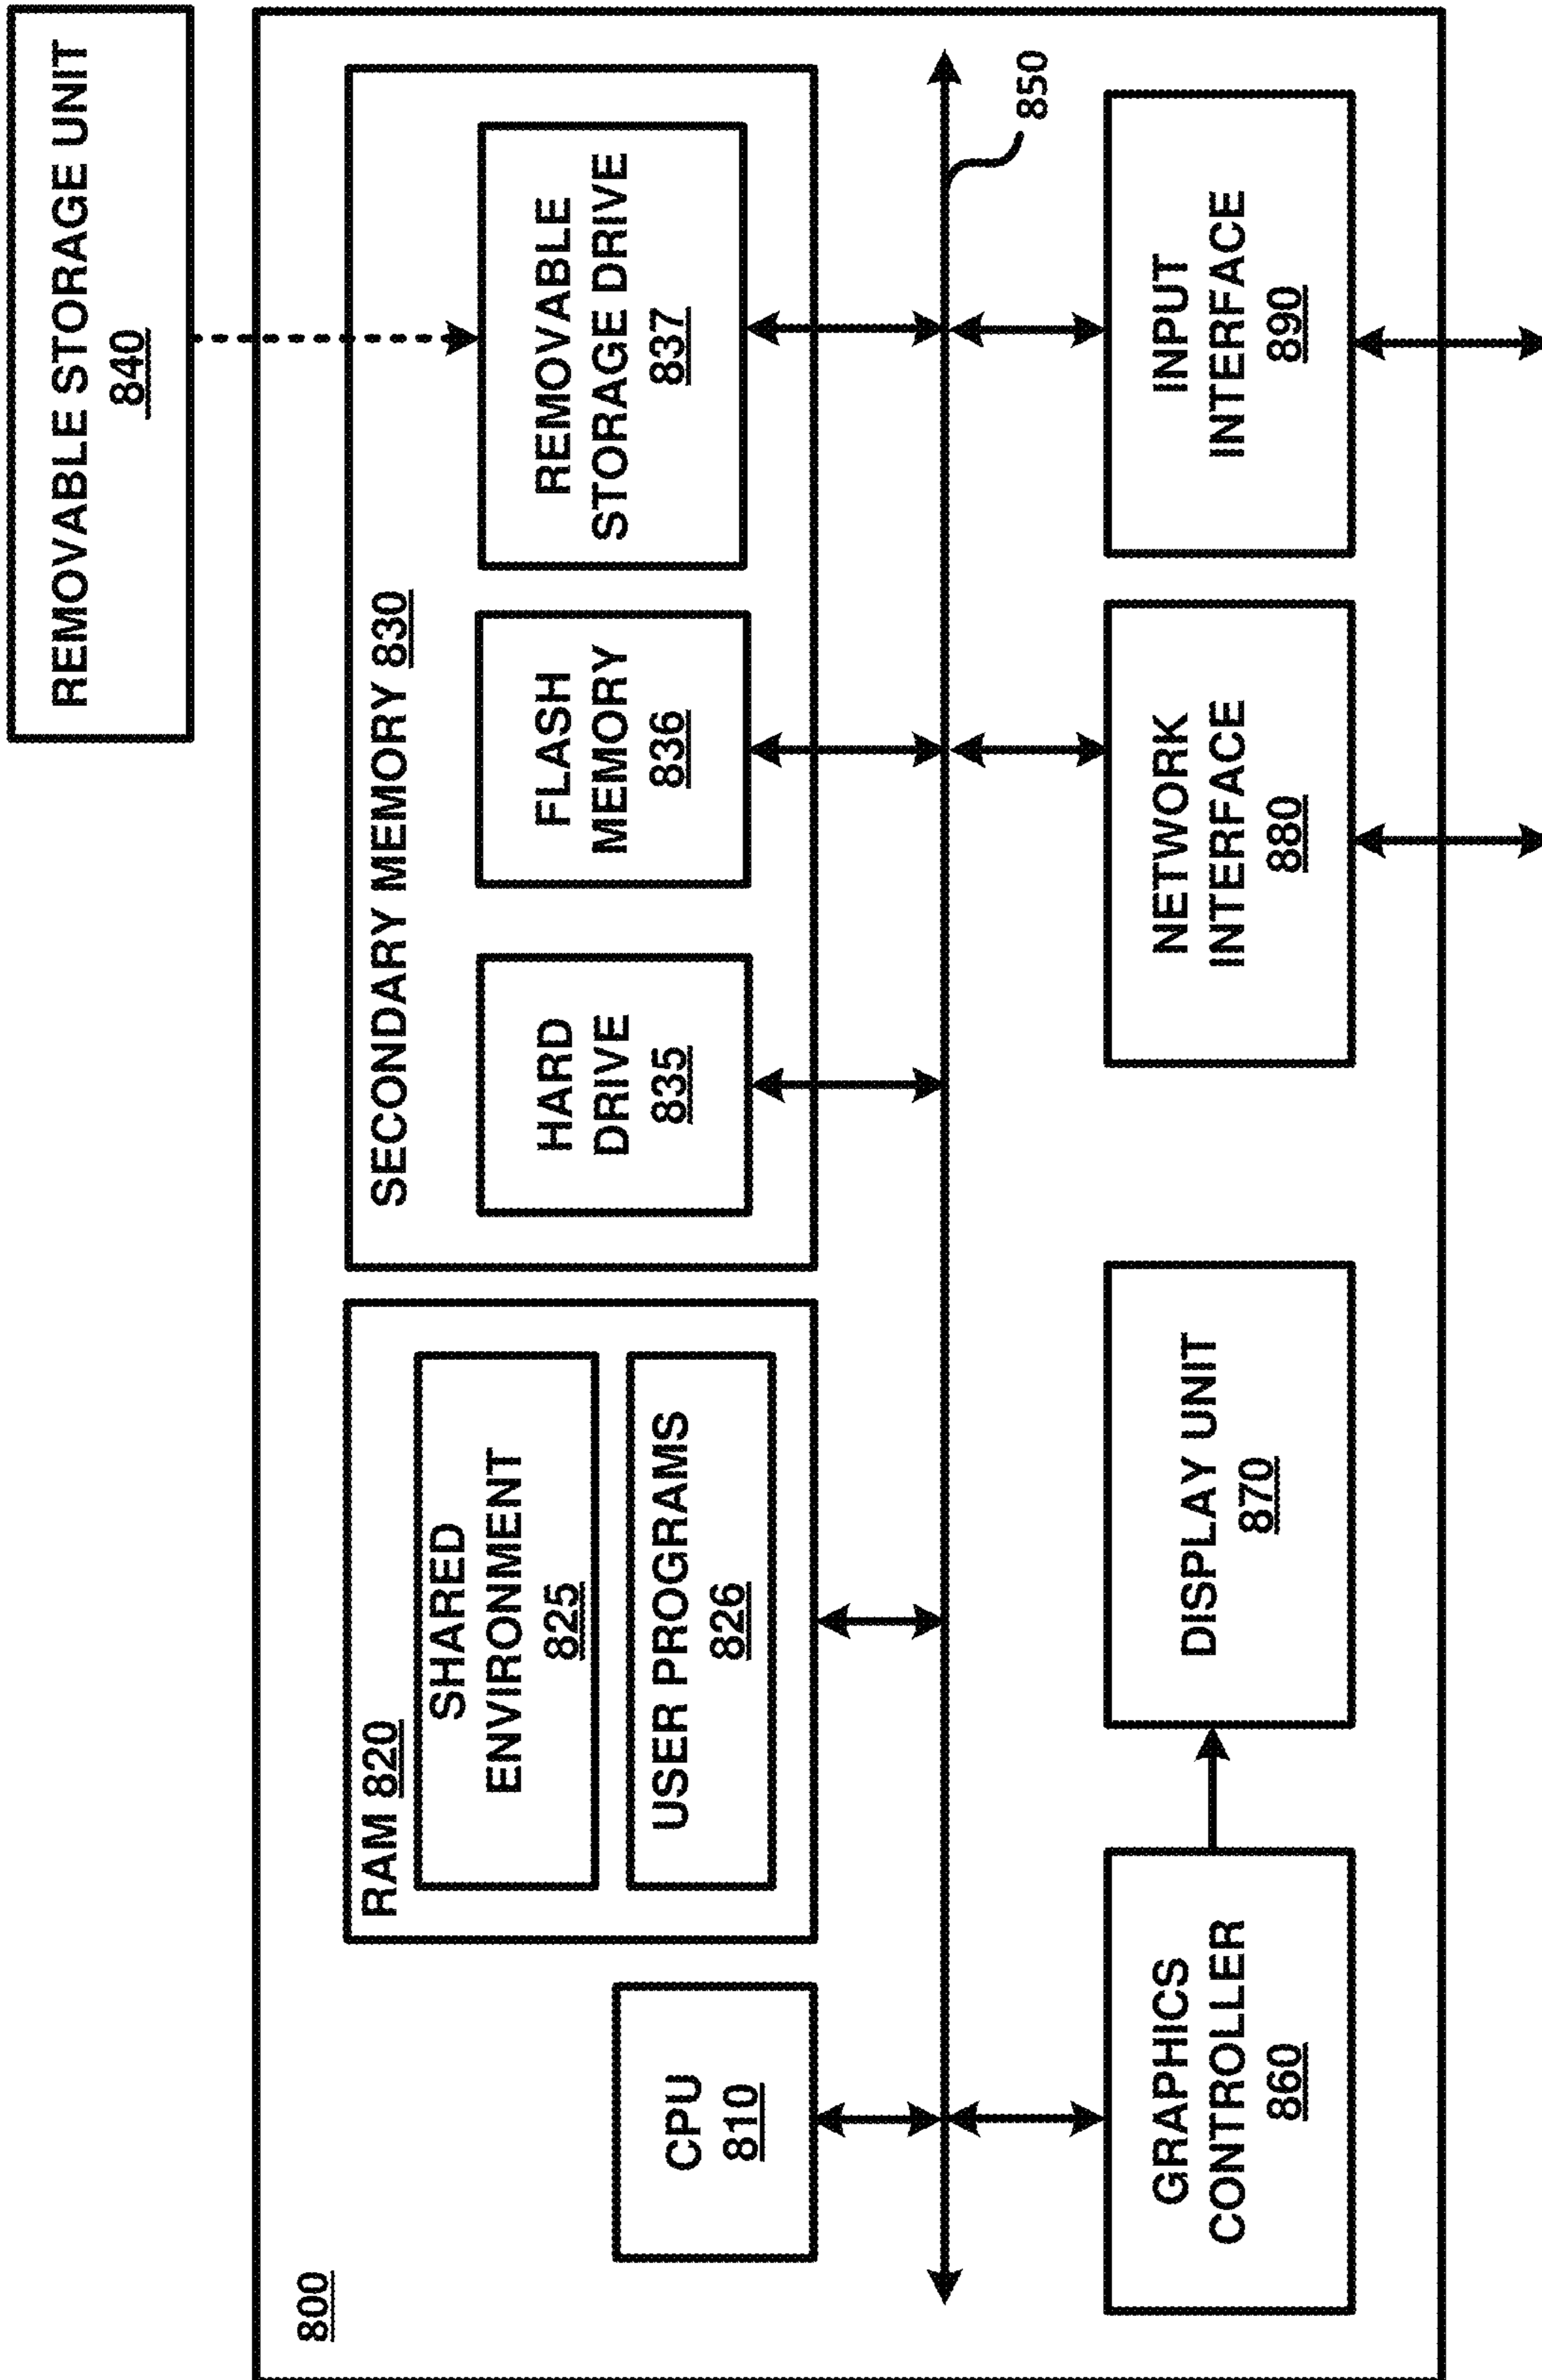 REMOVABLE STORAGE UNIT
840
800
RAM 820
SHARED
ENVIRONMENT
825
USER PROGRAMS
826
SECONDARY MEMORY 830
HARD
DRIVE
835
FLASH
MEMORY
836
REMOVABLE
STORAGE DRIVE
837
CPU
810
850
GRAPHICS
CONTROLLER
860
DISPLAY UNIT
870
NETWORK
INTERFACE
880
INPUT
INTERFACE
890